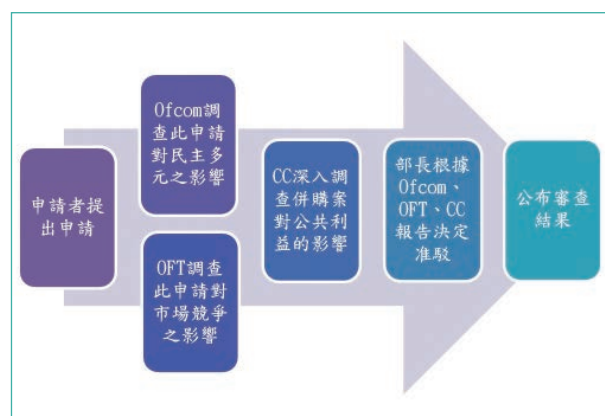 申請者提
出申請
Ofcom調
查此申請
對民主多
元之影響
OFT調查
此申請對
市場競爭
之影響
CC深入調
查併購案
對公共利
益的影響
部長根據
Ofcom、
OFT、CC
報告決定
准駁
公布審查
結果